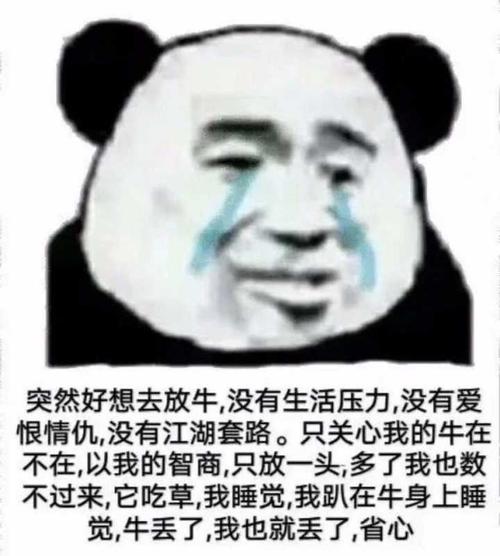 突然好想去放牛,没有生活压力,没有爱
恨情仇,没有江湖套路。只关心我的牛在
不在,以我的智商,只放一头,多了我也数
不过来,它吃草,我睡觉,我趴在牛身上睡
觉,牛丢了,我也就丢了,省心